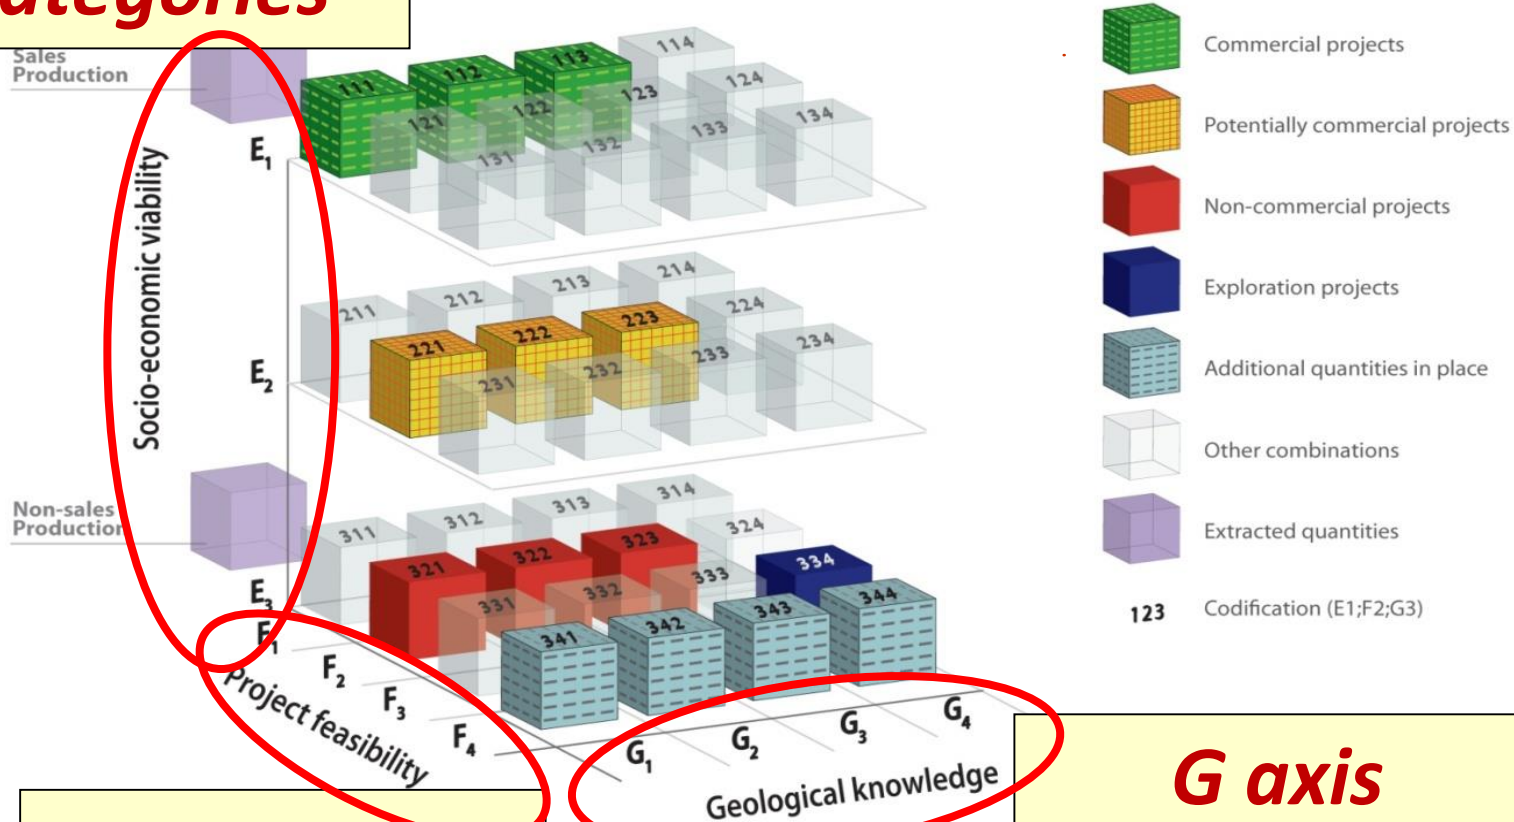 Sales
Production
111
112
113
114
121
122
123
124
131
132
133
134
E1
Socio-economic viability
211
212
213
214
221
222
223
224
231
232
233
234
E2
Non-sales
Production
311
312
313
314
321
322
323
324
331
332
333
334
341
342
343
344
E3
F1
F2
F3
F4
Project feasibility
G1
G2
G3
G4
Geological knowledge
Commercial projects
Potentially commercial projects
Non-commercial projects
Exploration projects
Additional quantities in place
Other combinations
Extracted quantities
123 Codification (E1;F2;G3)
G axis